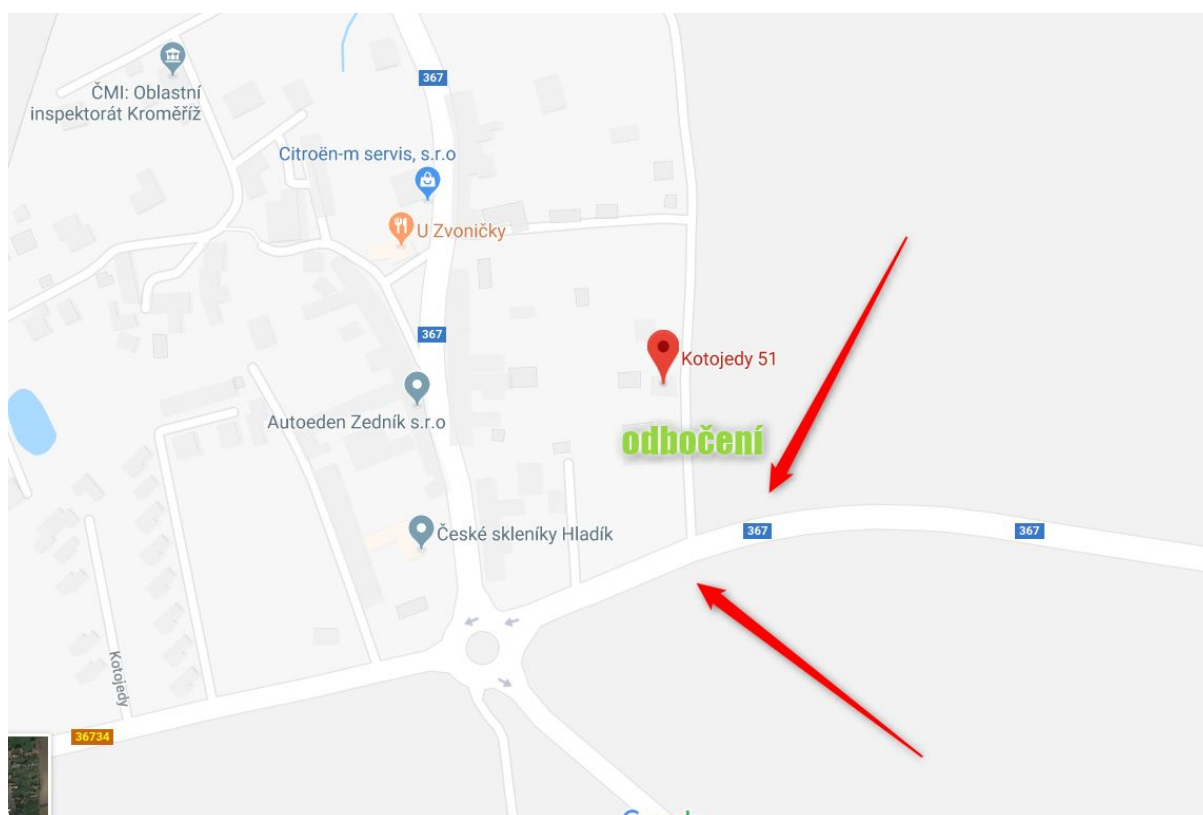 367
ČMI: Oblastní
inspektorát Kroměříž
Citroën-m servis, s.r.o
U Zvoničky
367
Kotojedy 51
Autoeden Zedník s.r.o
odbočení
České skleníky Hladík
367
367
Kotojedy
36734